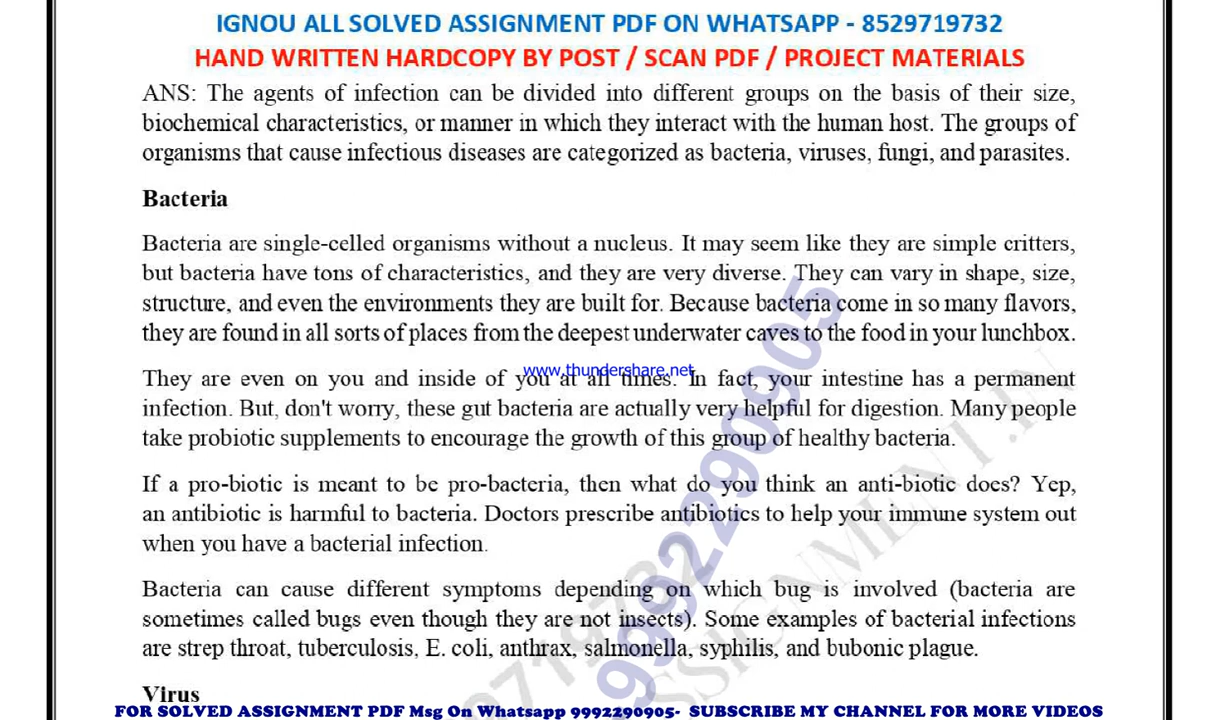 IGNOU ALL SOLVED ASSIGNMENT PDF ON WHATSAPP - 8529719732
HAND WRITTEN HARDCOPY BY POST / SCAN PDF / PROJECT MATERIALS
ANS: The agents of infection can be divided into different groups on the basis of their size,
biochemical characteristics, or manner in which they interact with the human host. The groups of
organisms that cause infectious diseases are categorized as bacteria, viruses, fungi, and parasites.
Bacteria
Bacteria are single-celled organisms without a nucleus. It may seem like they are simple critters,
but bacteria have tons of characteristics, and they are very diverse. They can vary in shape, size,
structure, and even the environments they are built for. Because bacteria come in so many flavors,
they are found in all sorts of places from the deepest underwater caves to the food in your lunchbox.
www.thundershare.net
They are even on you and inside of you at all times. In fact, your intestine has a permanent
infection. But, don't worry, these gut bacteria are actually very helpful for digestion. Many people
take probiotic supplements to encourage the growth of this group of healthy bacteria.
If a pro-biotic is meant to be pro-bacteria, then what do you think an anti-biotic does? Yep,
an antibiotic is harmful to bacteria. Doctors prescribe antibiotics to help your immune system out
when you have a bacterial infection.
Bacteria can cause different symptoms depending on which bug is involved (bacteria are
sometimes called bugs even though they are not insects). Some examples of bacterial infections
are strep throat, tuberculosis, E. coli, anthrax, salmonella, syphilis, and bubonic plague.
Virus
FOR SOLVED ASSIGNMENT PDF Msg On Whatsapp 9992290905- SUBSCRIBE MY CHANNEL FOR MORE VIDEOS
9992290905